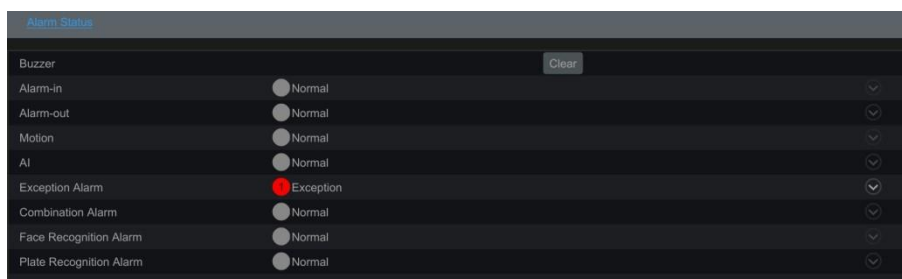 Alarm Status
Buzzer Clear
Alarm-in Normal
Alarm-out Normal
Motion Normal
AI Normal
Exception Alarm ! Exception
Combination Alarm Normal
Face Recognition Alarm Normal
Plate Recognition Alarm Normal